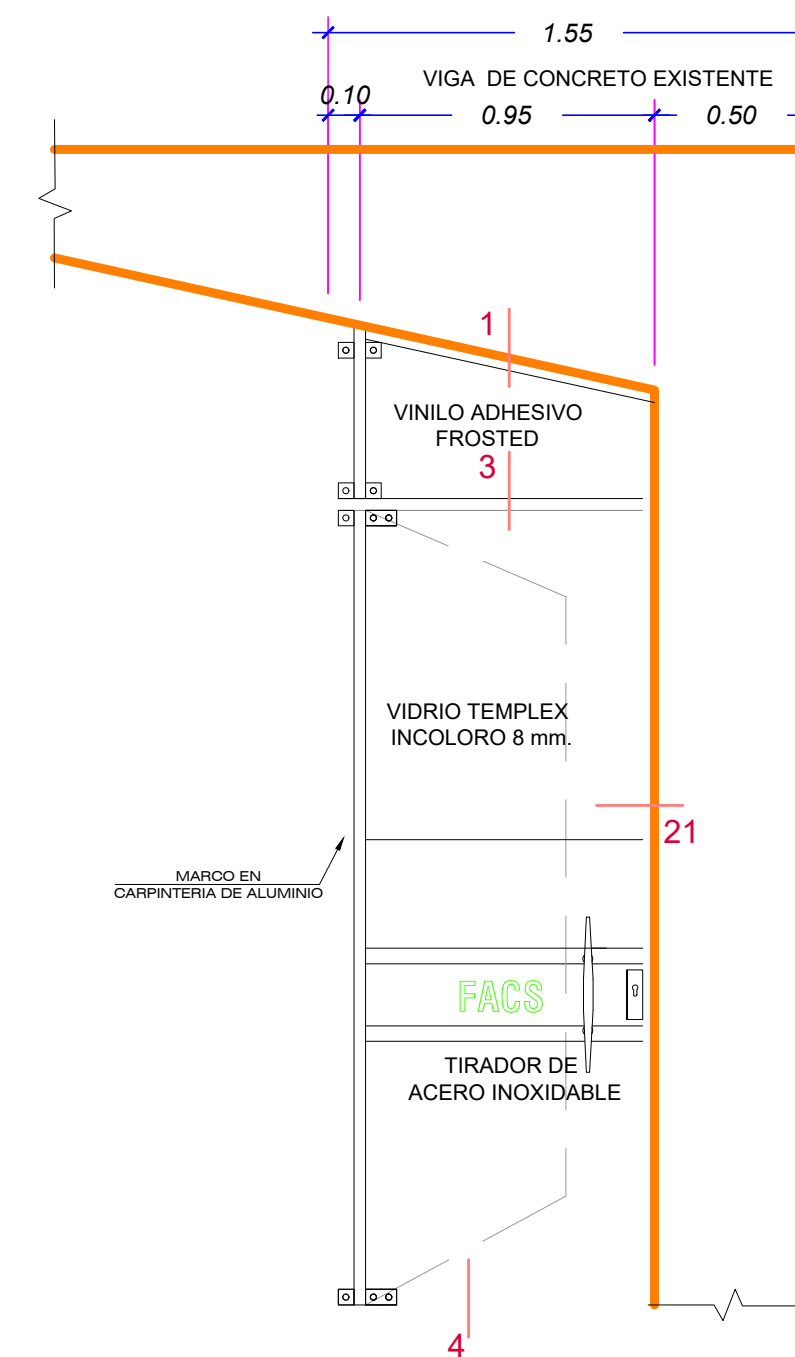 1.55
VIGA DE CONCRETO EXISTENTE
0.10
0.95
0.50
1
VINILO ADHESIVO
FROSTED
3
VIDRIO TEMPLEX
INCOLORO 8 mm.
21
MARCO EN
CARPINTERIA DE ALUMINIO
FACS
TIRADOR DE
ACERO INOXIDABLE
4